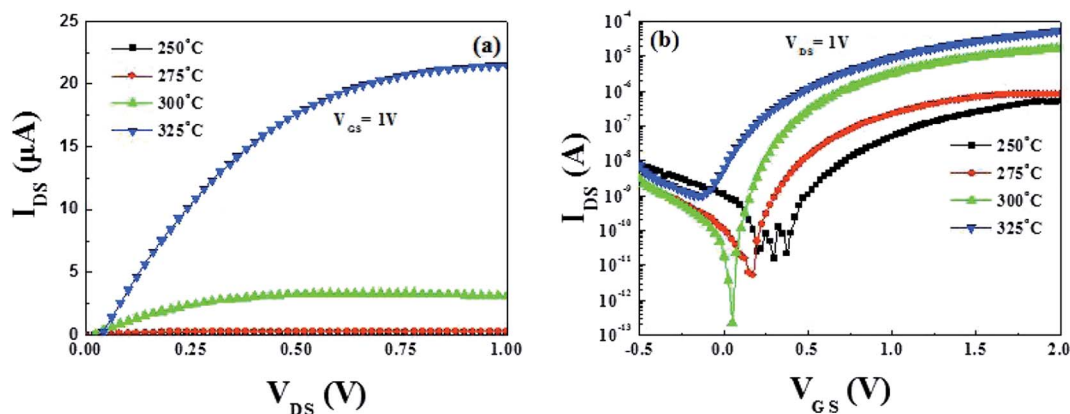 (a)
250°C
275°C
300°C
325°C
V_GS = 1V
25
20
15
10
5
0
0.00 0.25 0.50 0.75 1.00
I_DS (µA)
V_DS (V)
(b)
V_DS = 1V
250°C
275°C
300°C
325°C
10^-4
10^-5
10^-6
10^-7
10^-8
10^-9
10^-10
10^-11
10^-12
10^-13
-0.5 0.0 0.5 1.0 1.5 2.0
I_DS (A)
V_GS (V)